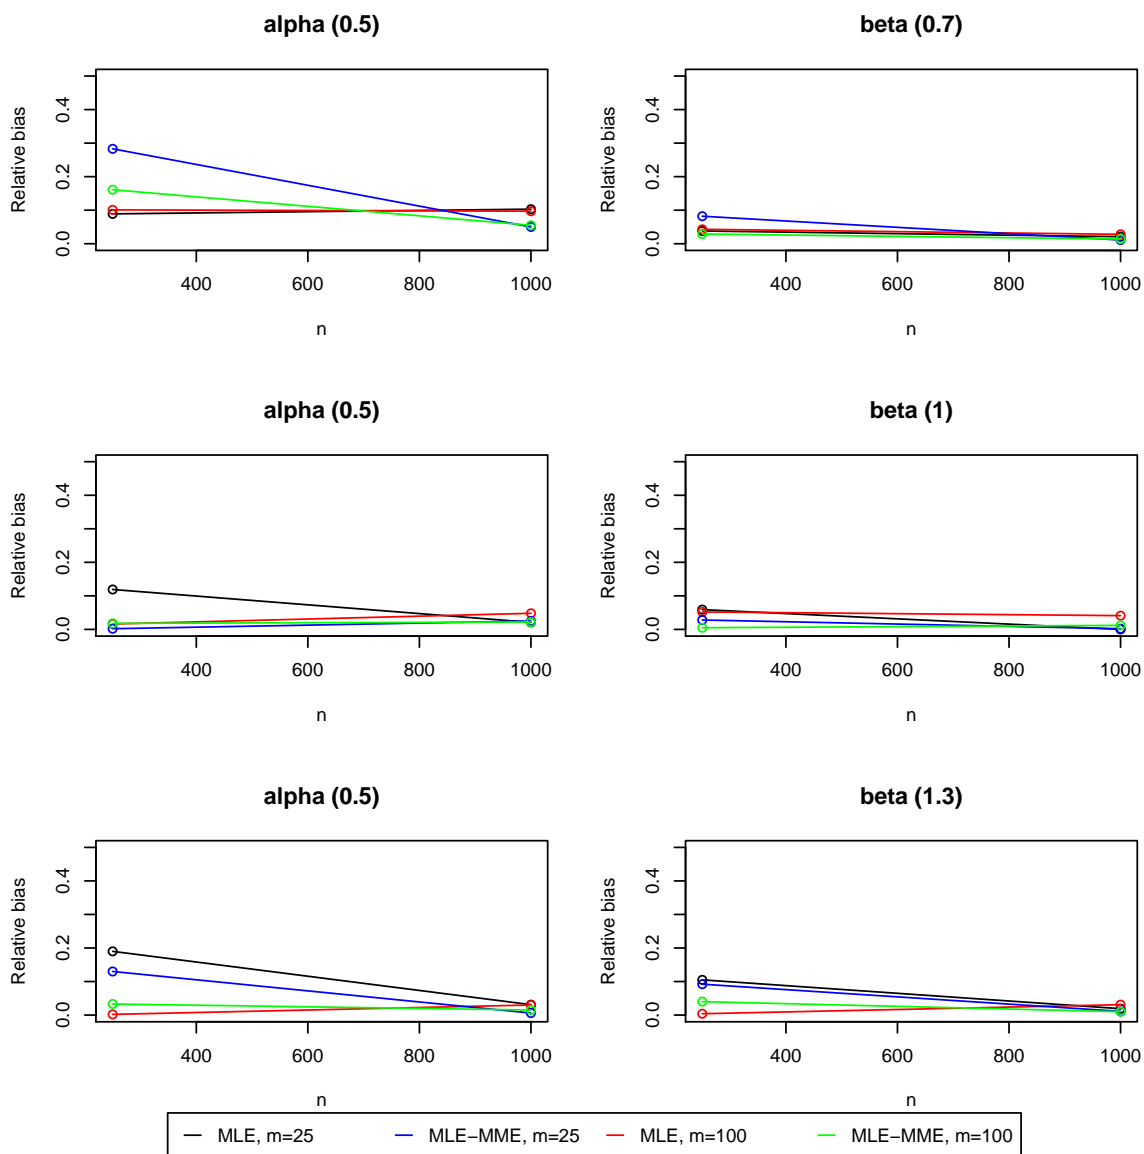 alpha (0.5)
beta (0.7)
Relative bias
0.0 0.2 0.4
400 600 800 1000
n
Relative bias
0.0 0.2 0.4
400 600 800 1000
n
alpha (0.5)
beta (1)
Relative bias
0.0 0.2 0.4
400 600 800 1000
n
Relative bias
0.0 0.2 0.4
400 600 800 1000
n
alpha (0.5)
beta (1.3)
Relative bias
0.0 0.2 0.4
400 600 800 1000
n
Relative bias
0.0 0.2 0.4
400 600 800 1000
n
MLE, m=25 MLE−MME, m=25 MLE, m=100 MLE−MME, m=100